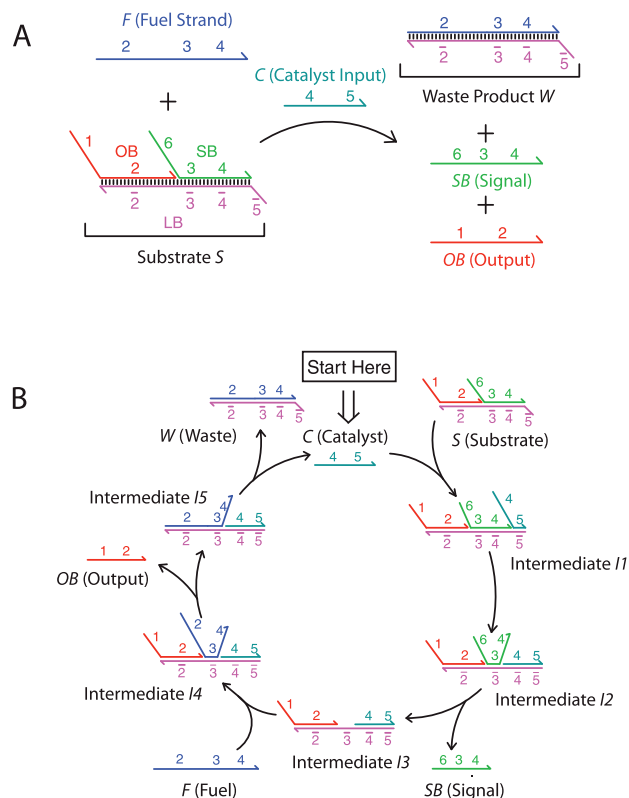 A
F (Fuel Strand)
2 3 4
+
C (Catalyst Input)
4 5
2 3 4
2̅ 3̅ 4̅ 5̅
Waste Product W
1 6
OB SB
2 3 4
2̅ 3̅ 4̅ 5̅
LB
Substrate S
+
6 3 4
SB (Signal)
+
1 2
OB (Output)
B
Start Here
2 3 4
2̅ 3̅ 4̅ 5̅
W (Waste)
C (Catalyst)
4 5
1 2 6 3 4
2̅ 3̅ 4̅ 5̅
S (Substrate)
Intermediate I5
2 3 4 4 5
2̅ 3̅ 4̅ 5̅
1 2 6 3 4 4 5
2̅ 3̅ 4̅ 5̅
Intermediate I1
1 2
OB (Output)
1 2 2 3 4 4 5
2̅ 3̅ 4̅ 5̅
Intermediate I4
1 2 6 3 4 4 5
2̅ 3̅ 4̅ 5̅
Intermediate I2
1 2 4 5
2̅ 3̅ 4̅ 5̅
Intermediate I3
2 3 4
F (Fuel)
6 3 4
SB (Signal)